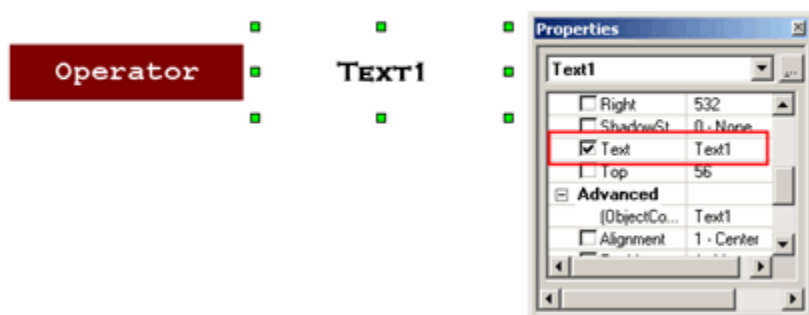 Operator
Text1
Properties
Text1
Right 532
ShadowSt... 0 - None
Text Text1
Top 56
Advanced
(ObjectCo... Text1
Alignment 1 - Center